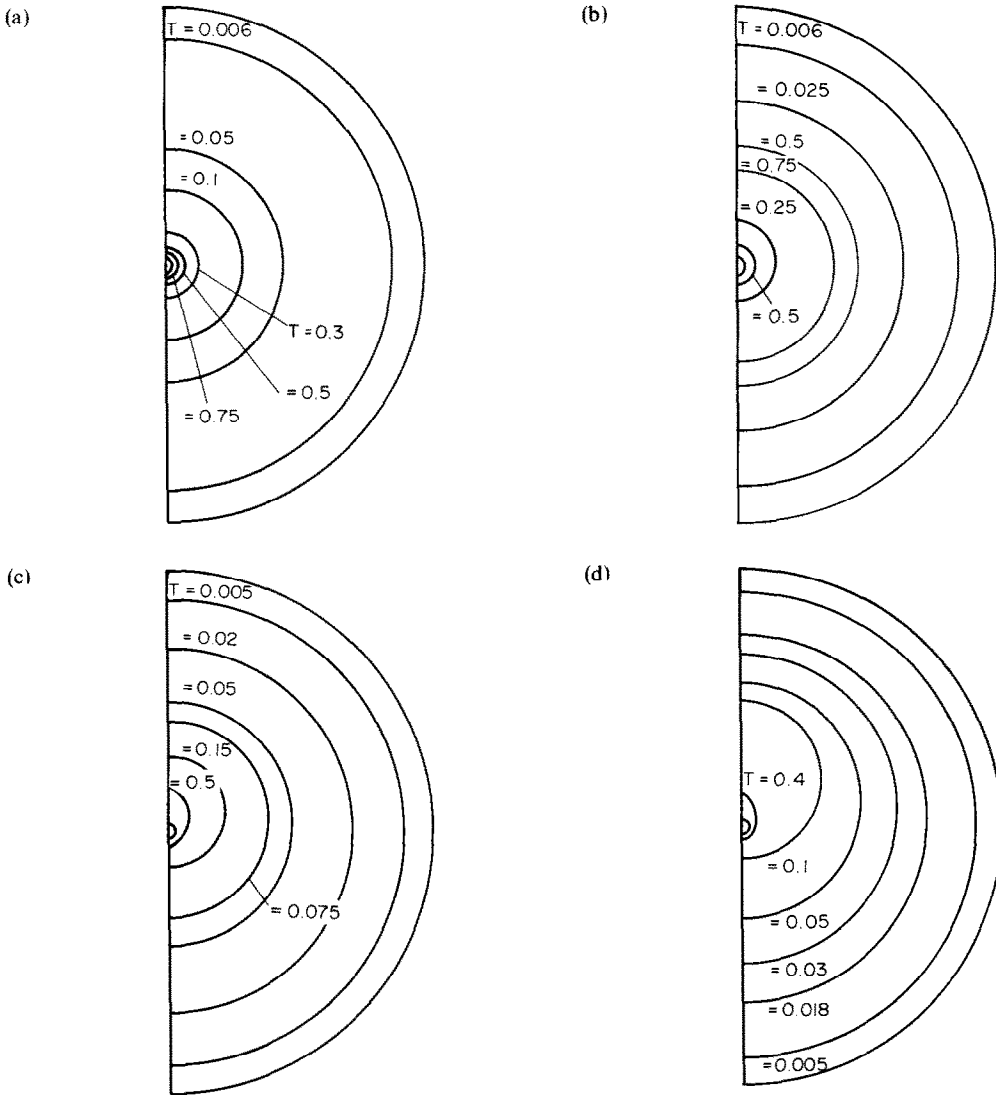 (a)
T = 0.006
= 0.05
= 0.1
T = 0.3
= 0.5
= 0.75
(b)
T = 0.006
= 0.025
= 0.5
= 0.75
= 0.25
= 0.5
(c)
T = 0.005
= 0.02
= 0.05
= 0.15
= 0.5
= 0.075
(d)
T = 0.4
= 0.1
= 0.05
= 0.03
= 0.018
= 0.005